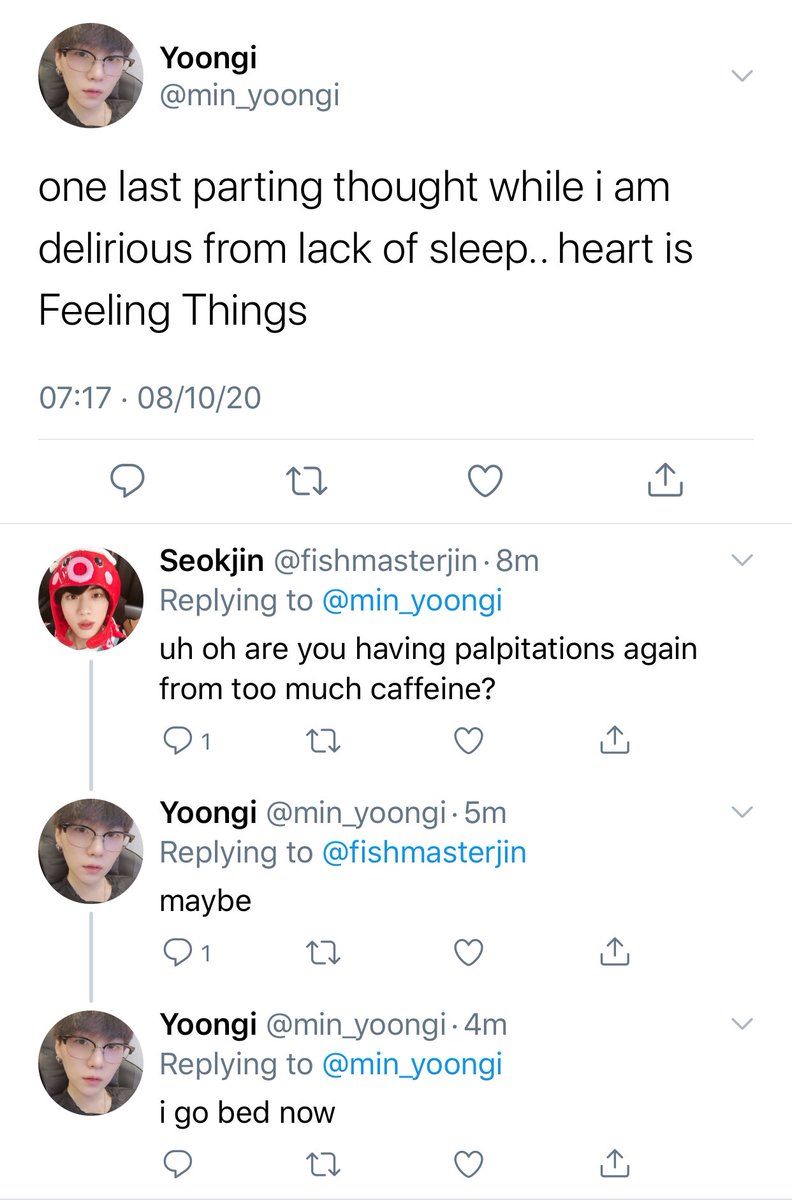 Yoongi
@min_yoongi
one last parting thought while i am
delirious from lack of sleep.. heart is
Feeling Things
07:17 · 08/10/20
Seokjin @fishmasterjin · 8m
Replying to @min_yoongi
uh oh are you having palpitations again
from too much caffeine?
1
Yoongi @min_yoongi · 5m
Replying to @fishmasterjin
maybe
1
Yoongi @min_yoongi · 4m
Replying to @min_yoongi
i go bed now